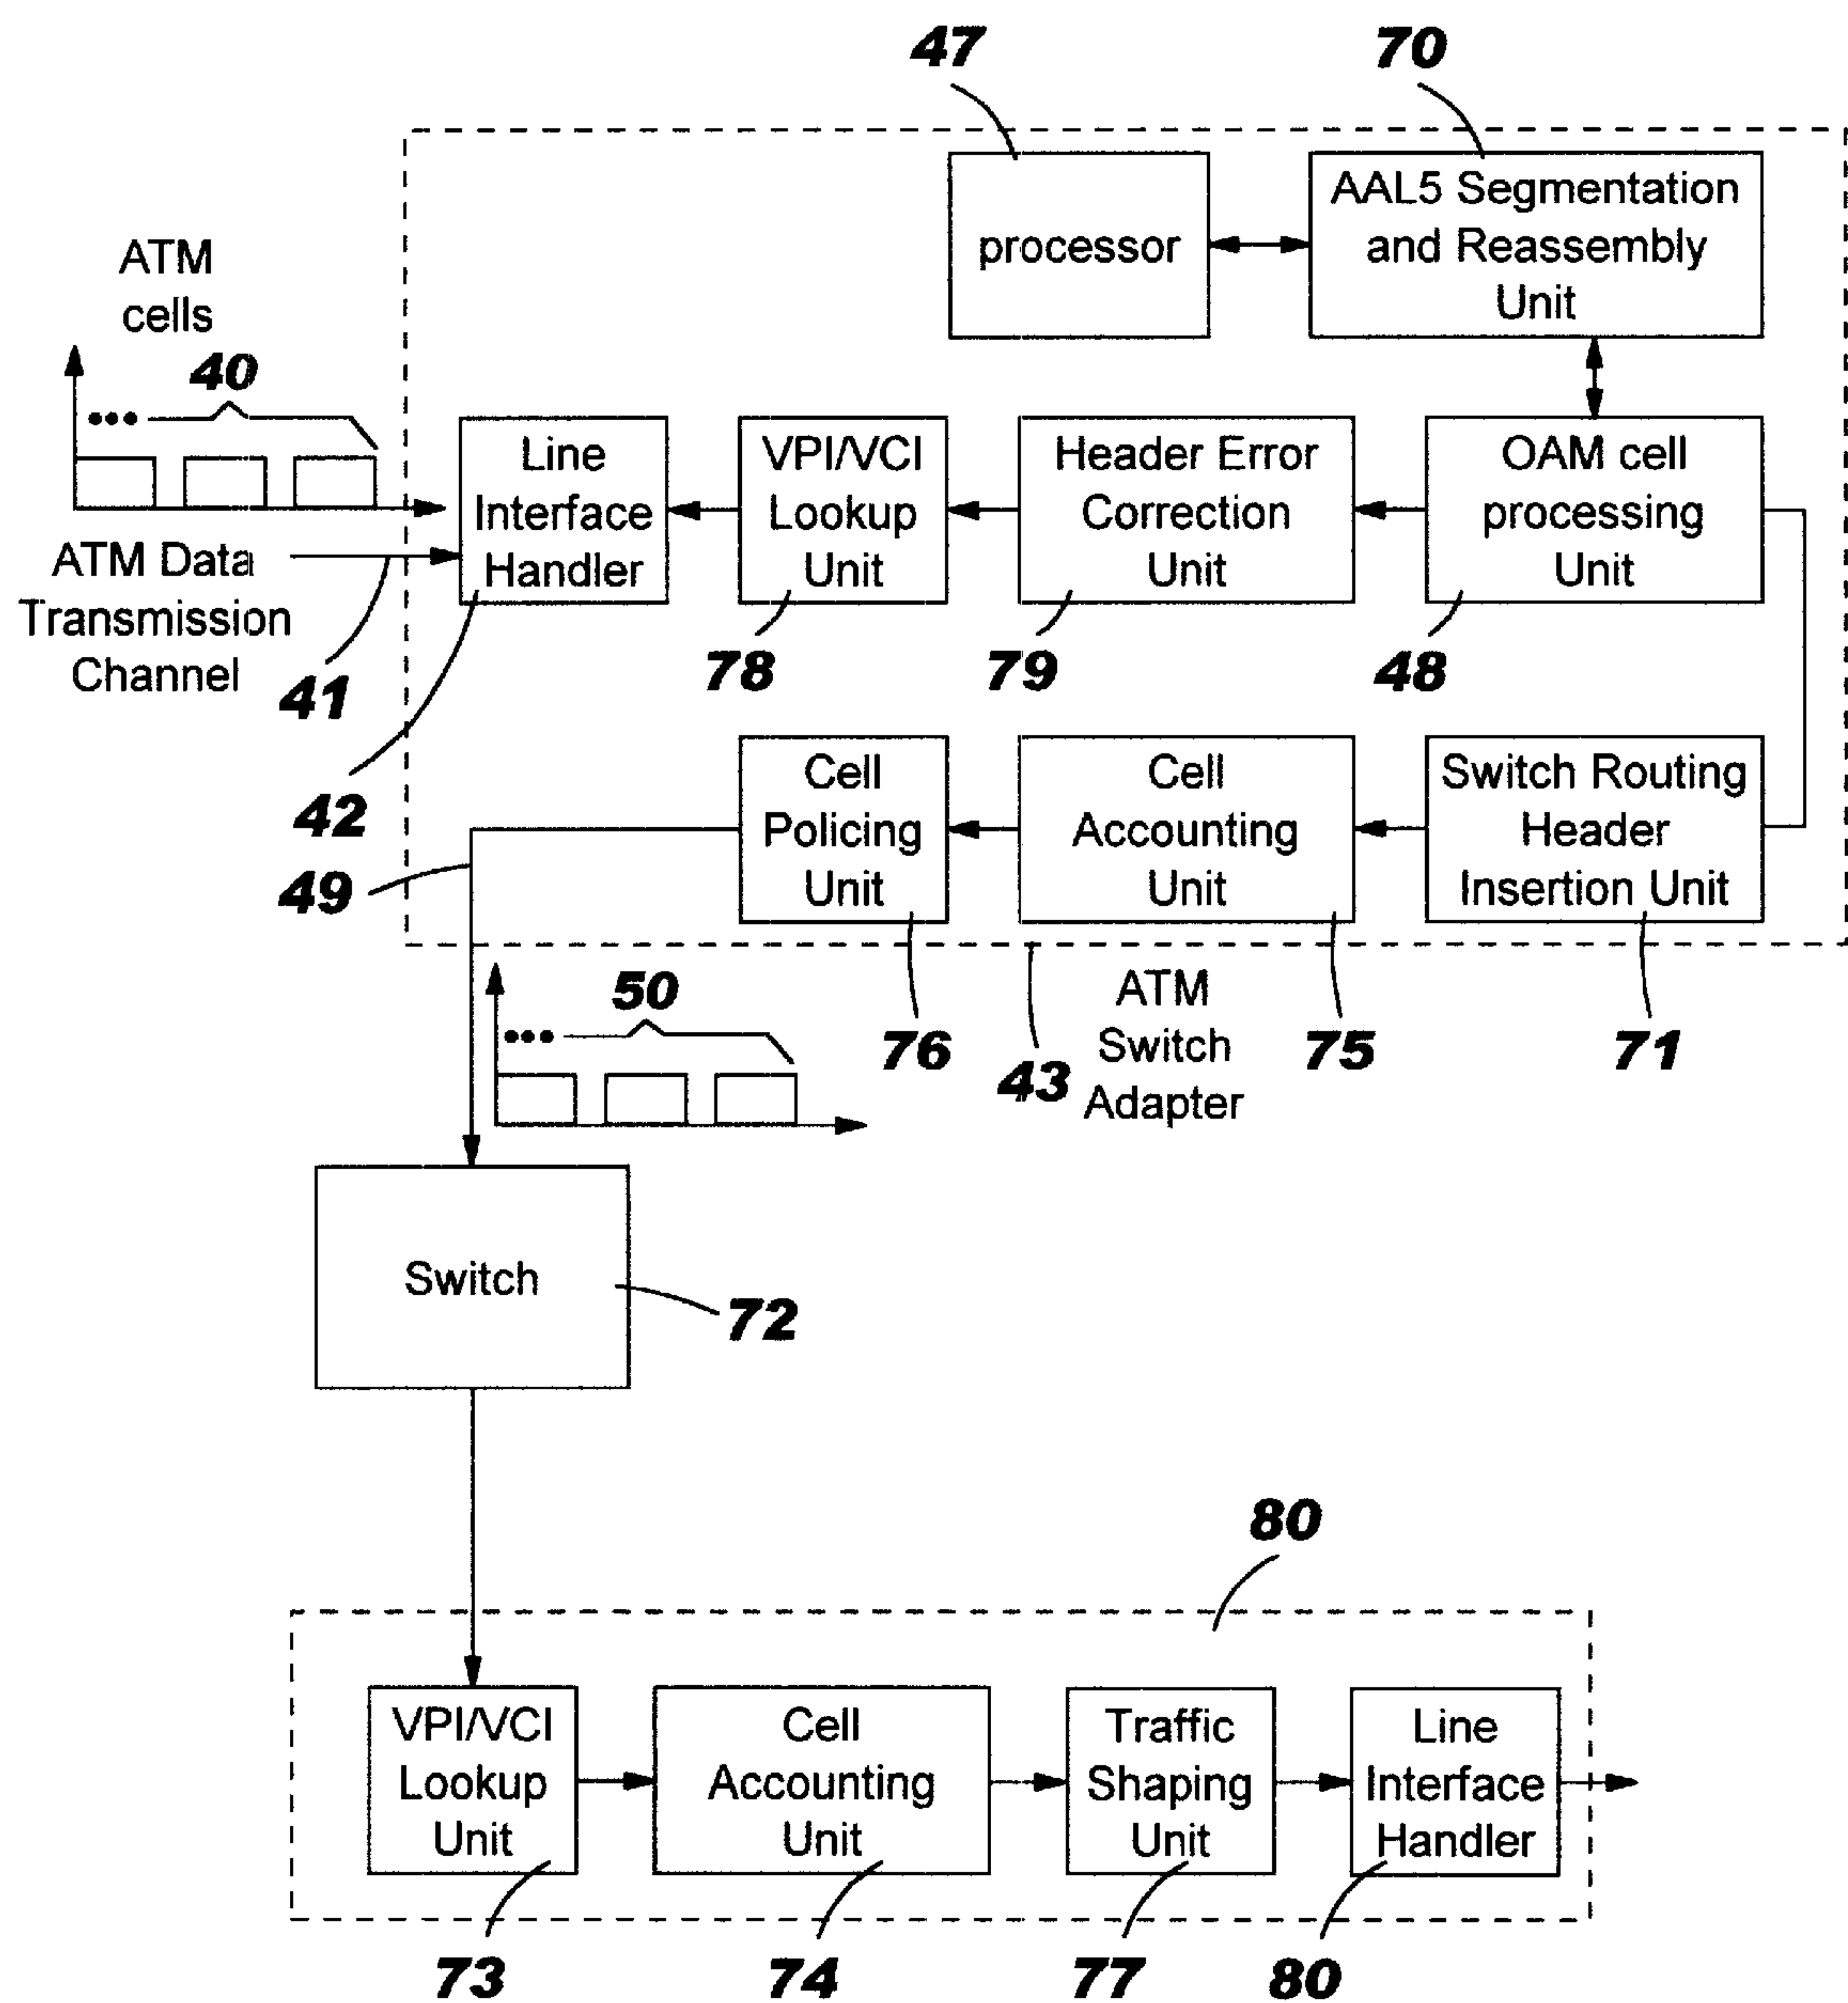 47
70
processor
AAL5 Segmentation
and Reassembly
Unit
ATM
cells
40
ATM Data
Transmission
Channel
41
Line
Interface
Handler
42
VPI/VCI
Lookup
Unit
78
Header Error
Correction
Unit
79
OAM cell
processing
Unit
48
Cell
Policing
Unit
76
Cell
Accounting
Unit
75
Switch Routing
Header
Insertion Unit
71
49
50
43
ATM
Switch
Adapter
Switch
72
80
VPI/VCI
Lookup
Unit
73
Cell
Accounting
Unit
74
Traffic
Shaping
Unit
77
Line
Interface
Handler
80